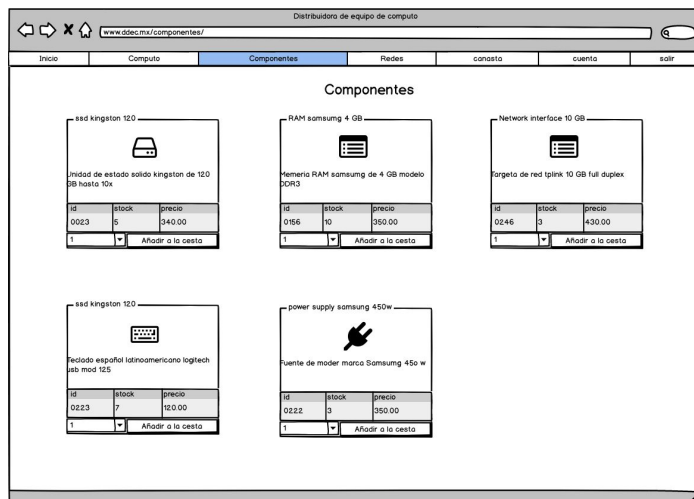 Distribuidora de equipo de computo
www.ddec.mx/componentes/
Inicio Computo Componentes Redes canasta cuenta salir
Componentes
ssd kingston 120
Unidad de estado solido kingston de 120
GB hasta 10x
id stock precio
0023 5 340.00
1 Añadir a la cesta
RAM samsumg 4 GB
Memeria RAM samsumg de 4 GB modelo
DDR3
id stock precio
0156 10 350.00
1 Añadir a la cesta
Network interface 10 GB
Targeta de red tplink 10 GB full duplex
id stock precio
0246 3 430.00
1 Añadir a la cesta
ssd kingston 120
Teclado español latinoamericano logitech
usb mod 125
id stock precio
0223 7 120.00
1 Añadir a la cesta
power supply samsung 450w
Fuente de moder marca Samsumg 45o w
id stock precio
0222 3 350.00
1 Añadir a la cesta